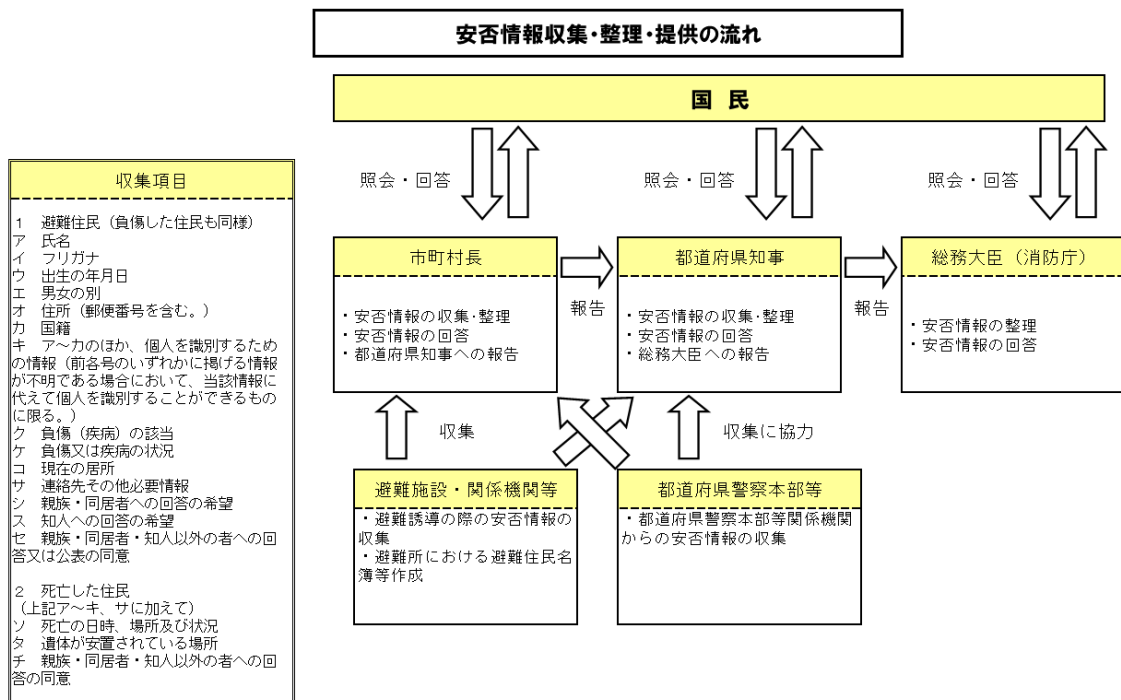 安否情報収集・整理・提供の流れ
国 民
照会・回答
照会・回答
照会・回答
収集項目
1 避難住民（負傷した住民も同様）
ア 氏名
イ フリガナ
ウ 出生の年月日
エ 男女の別
オ 住所（郵便番号を含む。）
カ 国籍
キ ア～カのほか、個人を識別するため
の情報（前各号のいずれかに掲げる情報
が不明である場合において、当該情報に
代えて個人を識別することができるもの
に限る。）
ク 負傷（疾病）の該当
ケ 負傷又は疾病の状況
コ 現在の居所
サ 連絡先その他必要情報
シ 親族・同居者への回答の希望
ス 知人への回答の希望
セ 親族・同居者・知人以外の者への回
答又は公表の同意
2 死亡した住民
（上記ア～キ、サに加えて）
ソ 死亡の日時、場所及び状況
タ 遺体が安置されている場所
チ 親族・同居者・知人以外の者への回
答の同意
市町村長
・安否情報の収集・整理
・安否情報の回答
・都道府県知事への報告
報告
都道府県知事
・安否情報の収集・整理
・安否情報の回答
・総務大臣への報告
報告
総務大臣（消防庁）
・安否情報の整理
・安否情報の回答
収集
収集に協力
避難施設・関係機関等
・避難誘導の際の安否情報の
収集
・避難所における避難住民名
簿等作成
都道府県警察本部等
・都道府県警察本部等関係機関
からの安否情報の収集